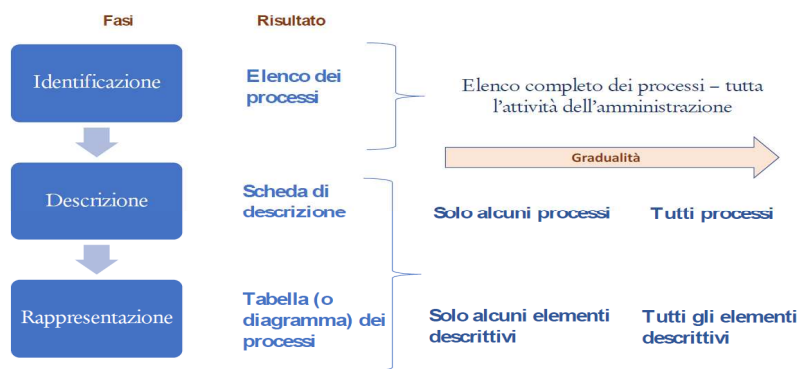 Fasi
Risultato
Identificazione
Elenco dei
processi
Elenco completo dei processi – tutta
l'attività dell'amministrazione
Gradualità
Descrizione
Scheda di
descrizione
Solo alcuni processi
Tutti processi
Rappresentazione
Tabella (o
diagramma) dei
processi
Solo alcuni elementi
descrittivi
Tutti gli elementi
descrittivi